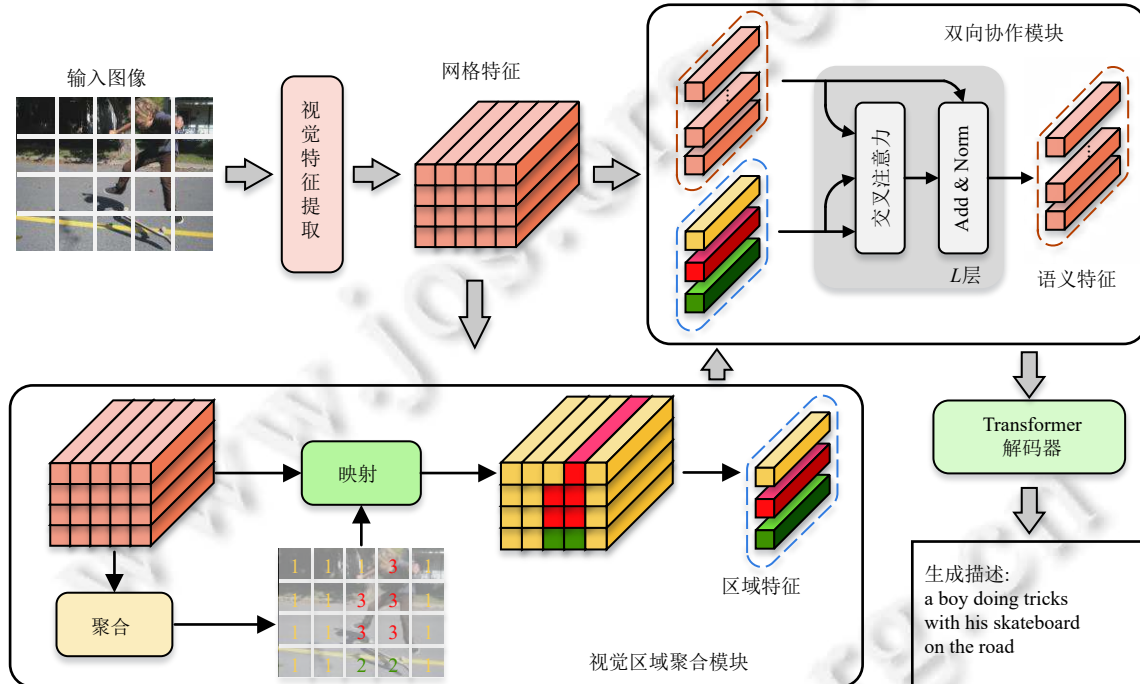 输入图像
视觉特征提取
网格特征
双向协作模块
...
交叉注意力
Add & Norm
...
L层
语义特征
Transformer
解码器
生成描述:
a boy doing tricks
with his skateboard
on the road
映射
聚合
1 1 1 3 1
1 1 3 3 1
1 1 3 3 1
1 1 2 2 1
区域特征
视觉区域聚合模块